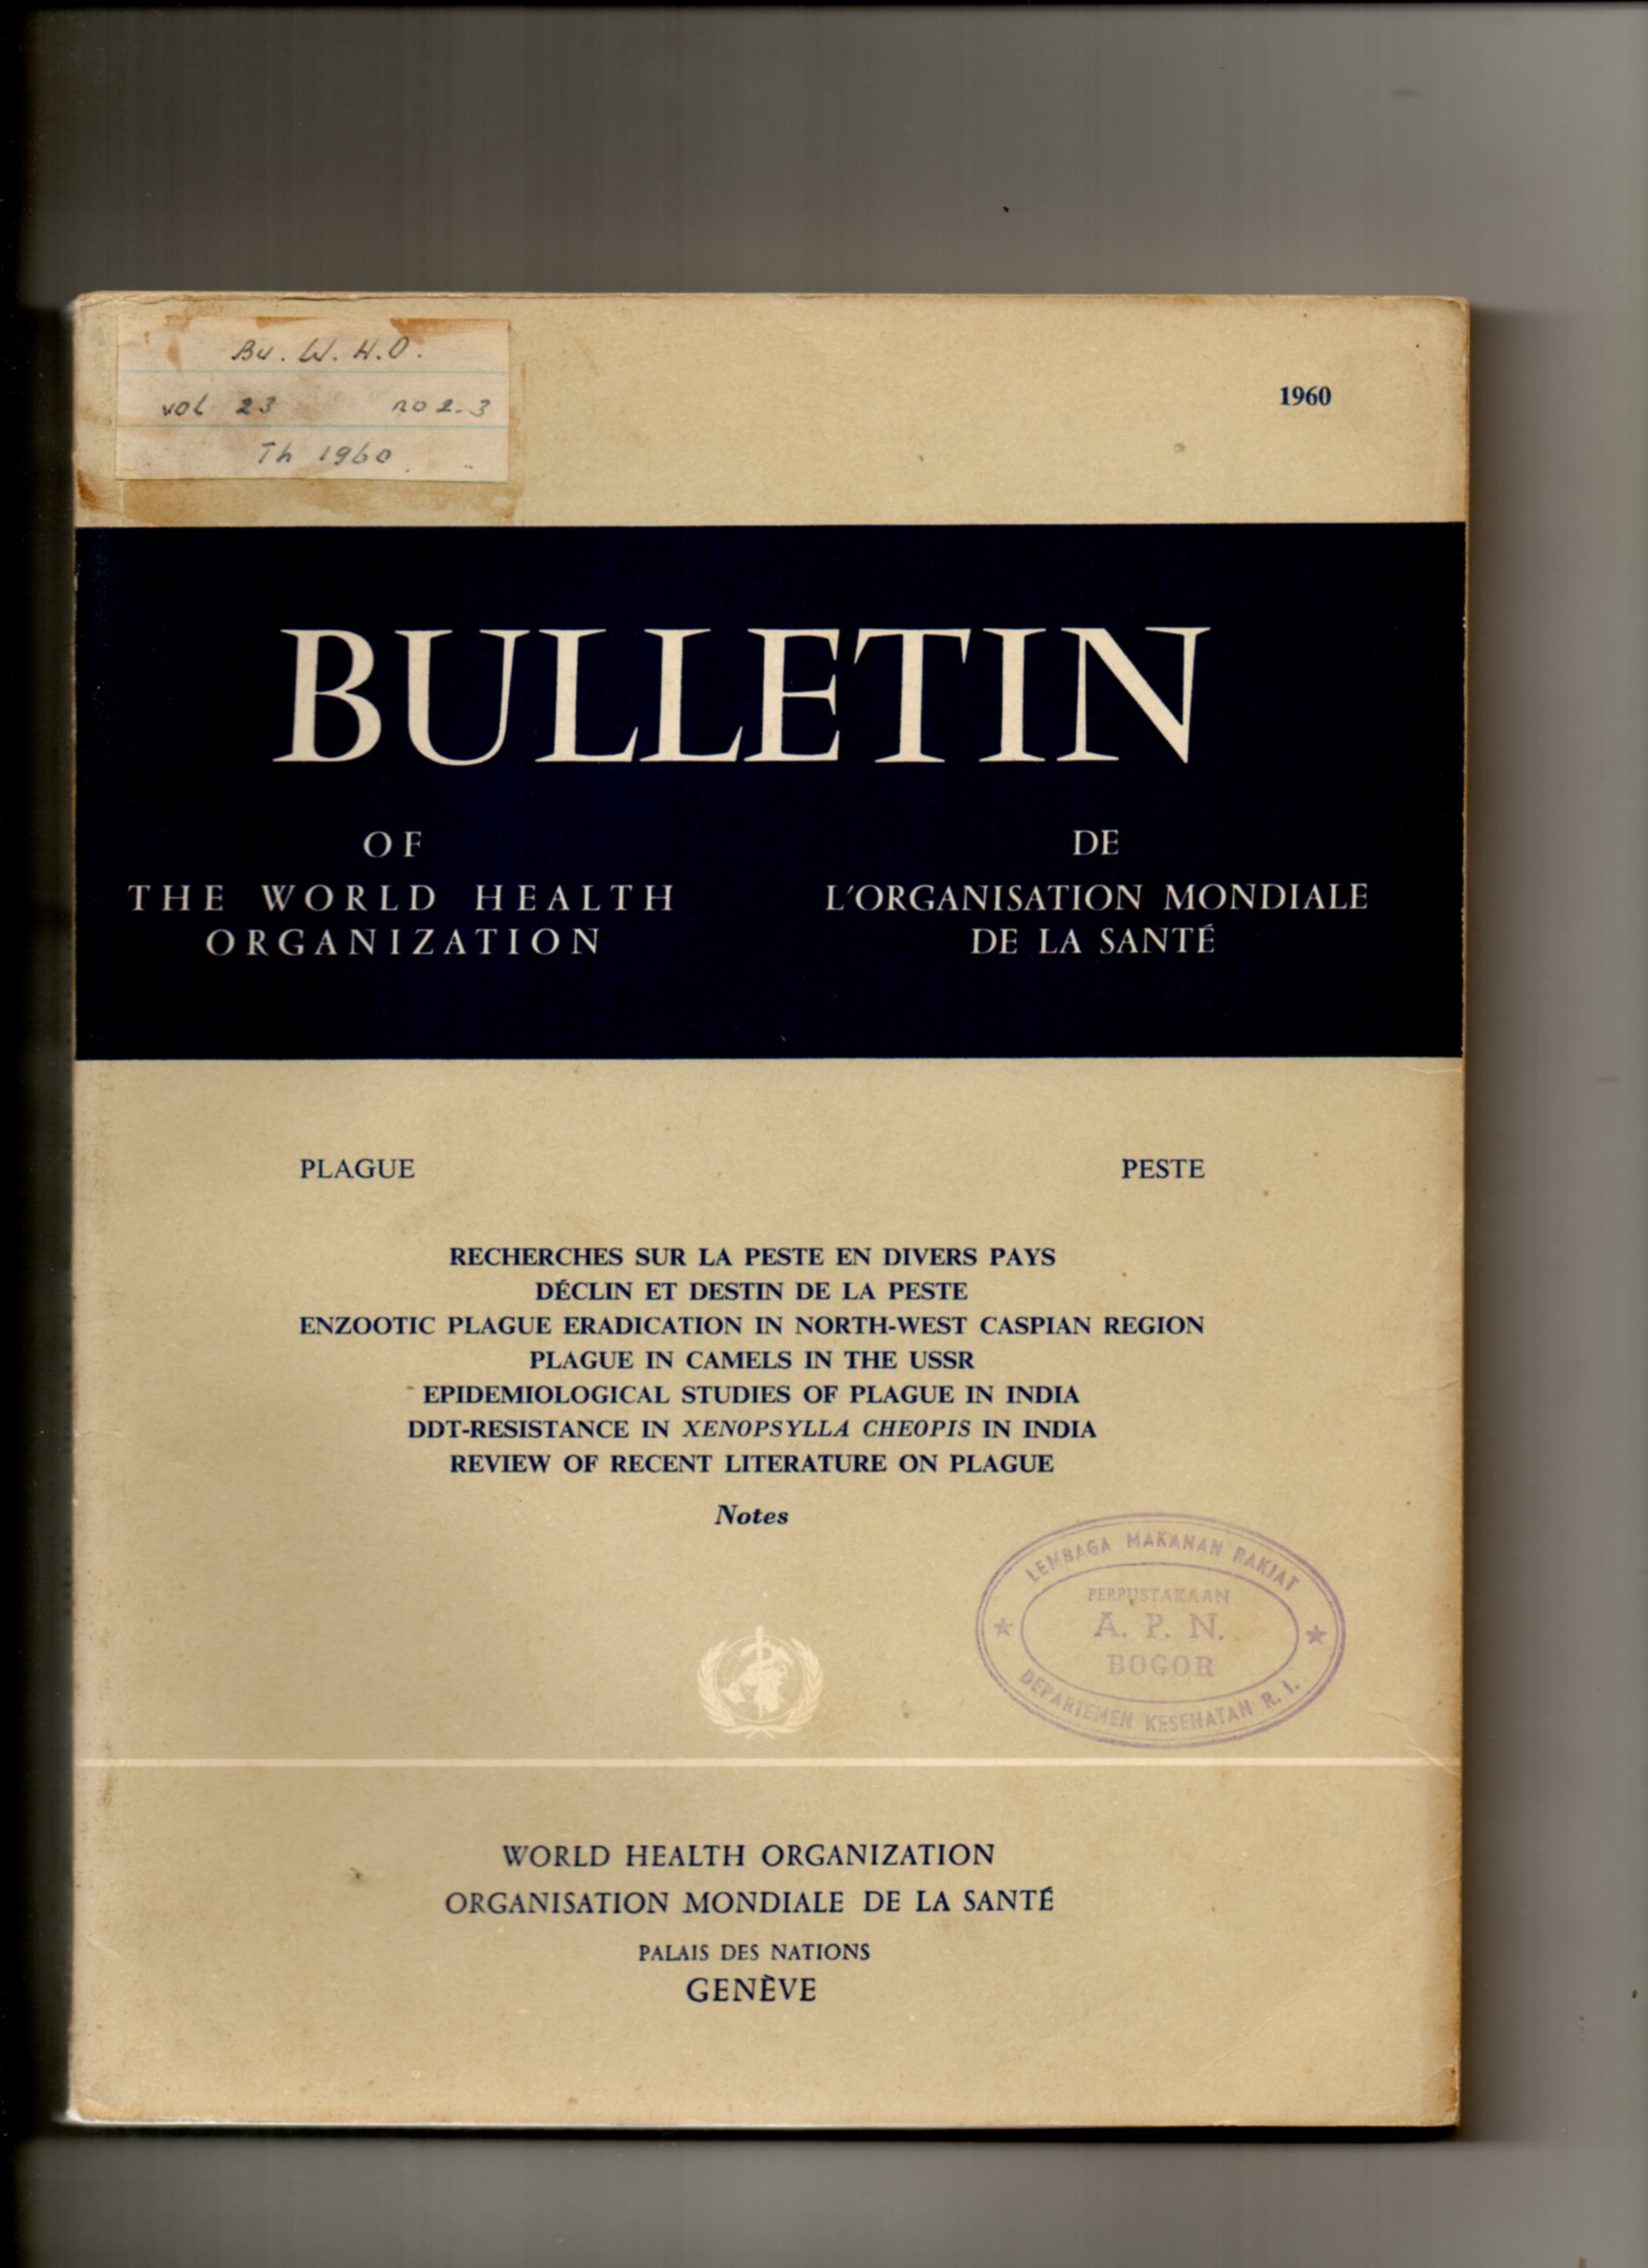 Bu. W. H. O.
vol 23 no 2-3
Th 1960
1960
BULLETIN
OF
THE WORLD HEALTH
ORGANIZATION
DE
L'ORGANISATION MONDIALE
DE LA SANTÉ
PLAGUE
PESTE
RECHERCHES SUR LA PESTE EN DIVERS PAYS
DÉCLIN ET DESTIN DE LA PESTE
ENZOOTIC PLAGUE ERADICATION IN NORTH-WEST CASPIAN REGION
PLAGUE IN CAMELS IN THE USSR
EPIDEMIOLOGICAL STUDIES OF PLAGUE IN INDIA
DDT-RESISTANCE IN XENOPSYLLA CHEOPIS IN INDIA
REVIEW OF RECENT LITERATURE ON PLAGUE
Notes
LEMBAGA MAKANAN RAKJAT
PERPUSTAKAAN
A. P. N.
BOGOR
DEPARTEMEN KESEHATAN R. I.
WORLD HEALTH ORGANIZATION
ORGANISATION MONDIALE DE LA SANTÉ
PALAIS DES NATIONS
GENÈVE